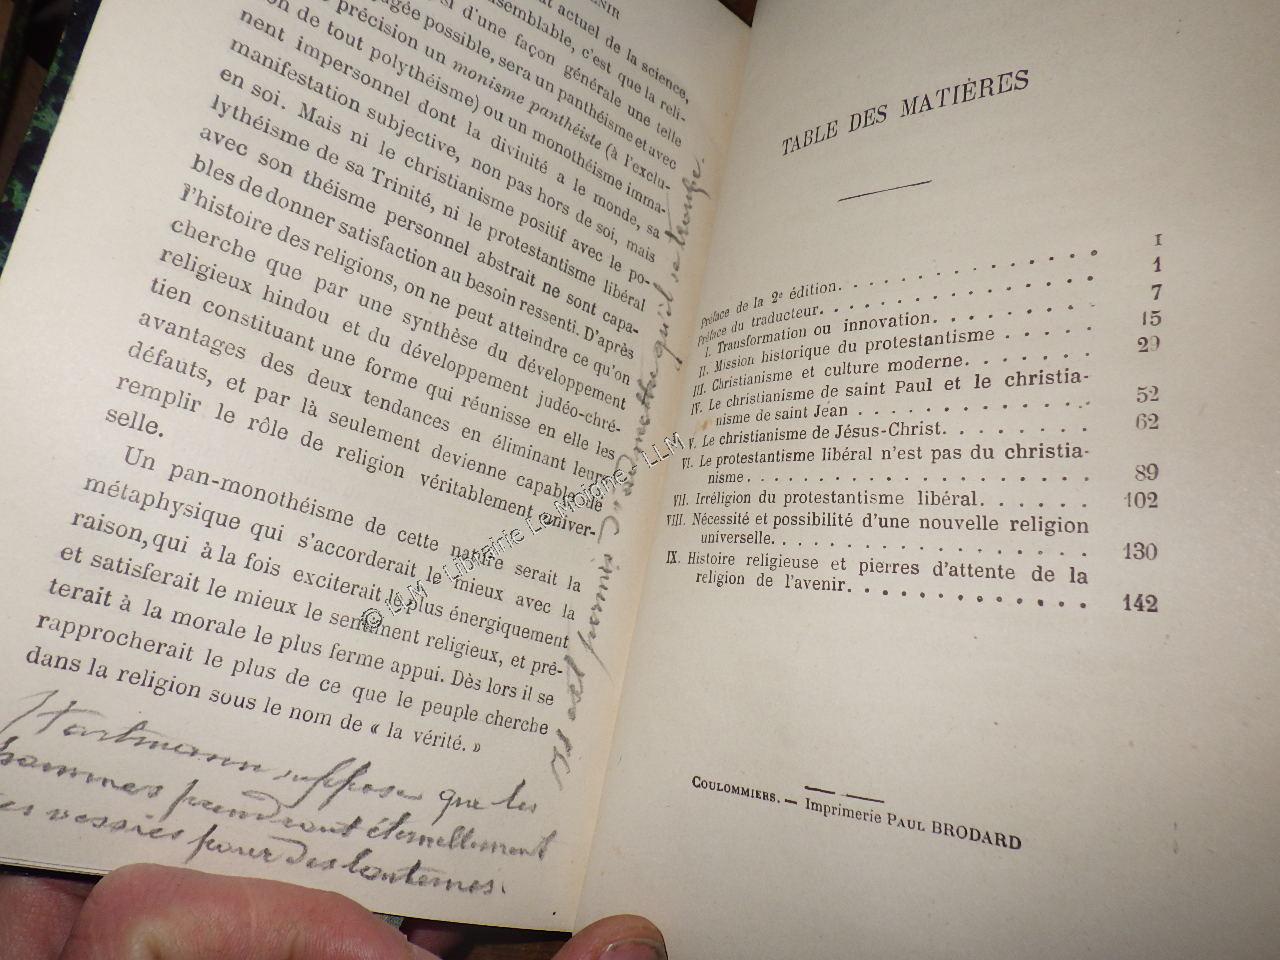 ENIR
at actuel de la science,
semblable, c'est que la reli-
si d'une façon générale une telle
gée possible, sera un panthéisme et avec
précision un monisme panthéiste (à l'exclu-
on de tout polythéisme) ou un monothéisme imma-
nent impersonnel dont la divinité a le monde, sa
manifestation subjective, non pas hors de soi, mais
en soi. Mais ni le christianisme positif avec le po-
lythéisme de sa Trinité, ni le protestantisme libéral
avec son théisme personnel abstrait ne sont capa-
bles de donner satisfaction au besoin ressenti. D'après
l'histoire des religions, on ne peut atteindre ce qu'on
cherche que par une synthèse du développement
religieux hindou et du développement judéo-chré-
tien constituant une forme qui réunisse en elle les
avantages des deux tendances en éliminant leurs
défauts, et par là seulement devienne capable de
remplir le rôle de religion véritablement univer-
selle.
Un pan-monothéisme de cette nature serait la
métaphysique qui s'accorderait le mieux avec la
raison, qui à la fois exciterait le plus énergiquement
et satisferait le mieux le sentiment religieux, et prê-
terait à la morale le plus ferme appui. Dès lors il se
rapprocherait le plus de ce que le peuple cherche
dans la religion sous le nom de « la vérité. »
Hartmann suppose que les
hommes prendront éternellement
des vessies pour des lanternes.
Il est permis d'admettre qu'il se trompe.
© LLM - Librairie Le Moigne - LLM
TABLE DES MATIÈRES
Préface de la 2e édition. I
Préface du traducteur. 1
I. Transformation ou innovation. 7
II. Mission historique du protestantisme 15
III. Christianisme et culture moderne. 29
IV. Le christianisme de saint Paul et le christia-
nisme de saint Jean 52
V. Le christianisme de Jésus-Christ. 62
VI. Le protestantisme libéral n'est pas du christia-
nisme 89
VII. Irréligion du protestantisme libéral. 102
VIII. Nécessité et possibilité d'une nouvelle religion
universelle. 130
IX. Histoire religieuse et pierres d'attente de la
religion de l'avenir. 142
COULOMMIERS. — Imprimerie PAUL BRODARD